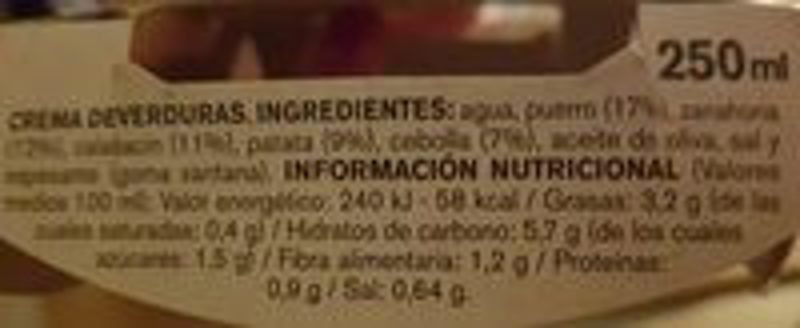 250ml
CREMA DE VERDURAS. INGREDIENTES: agua, puerro (17%), zanahoria
(12%), calabacín (11%), patata (9%), cebolla (7%), aceite de oliva, sal y
espesante (goma xantana). INFORMACIÓN NUTRICIONAL (Valores
medios 100 ml): Valor energético: 240 kJ - 58 kcal / Grasas: 3,2 g (de las
cuales saturadas: 0,4 g) / Hidratos de carbono: 5,7 g (de los cuales
azúcares: 1,5 g) / Fibra alimentaria: 1,2 g / Proteínas:
0,9 g / Sal: 0,64 g.